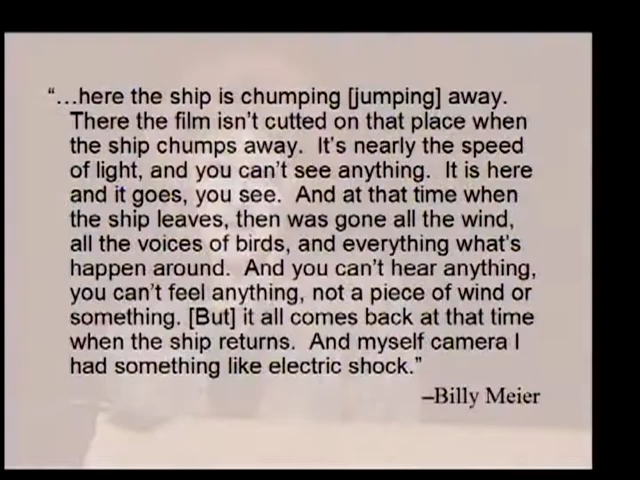 “…here the ship is chumping [jumping] away.
There the film isn’t cutted on that place when
the ship chumps away.  It’s nearly the speed
of light, and you can’t see anything.  It is here
and it goes, you see.  And at that time when
the ship leaves, then was gone all the wind,
all the voices of birds, and everything what’s
happen around.  And you can’t hear anything,
you can’t feel anything, not a piece of wind or
something. [But] it all comes back at that time
when the ship returns.  And myself camera I
had something like electric shock.”
–Billy Meier